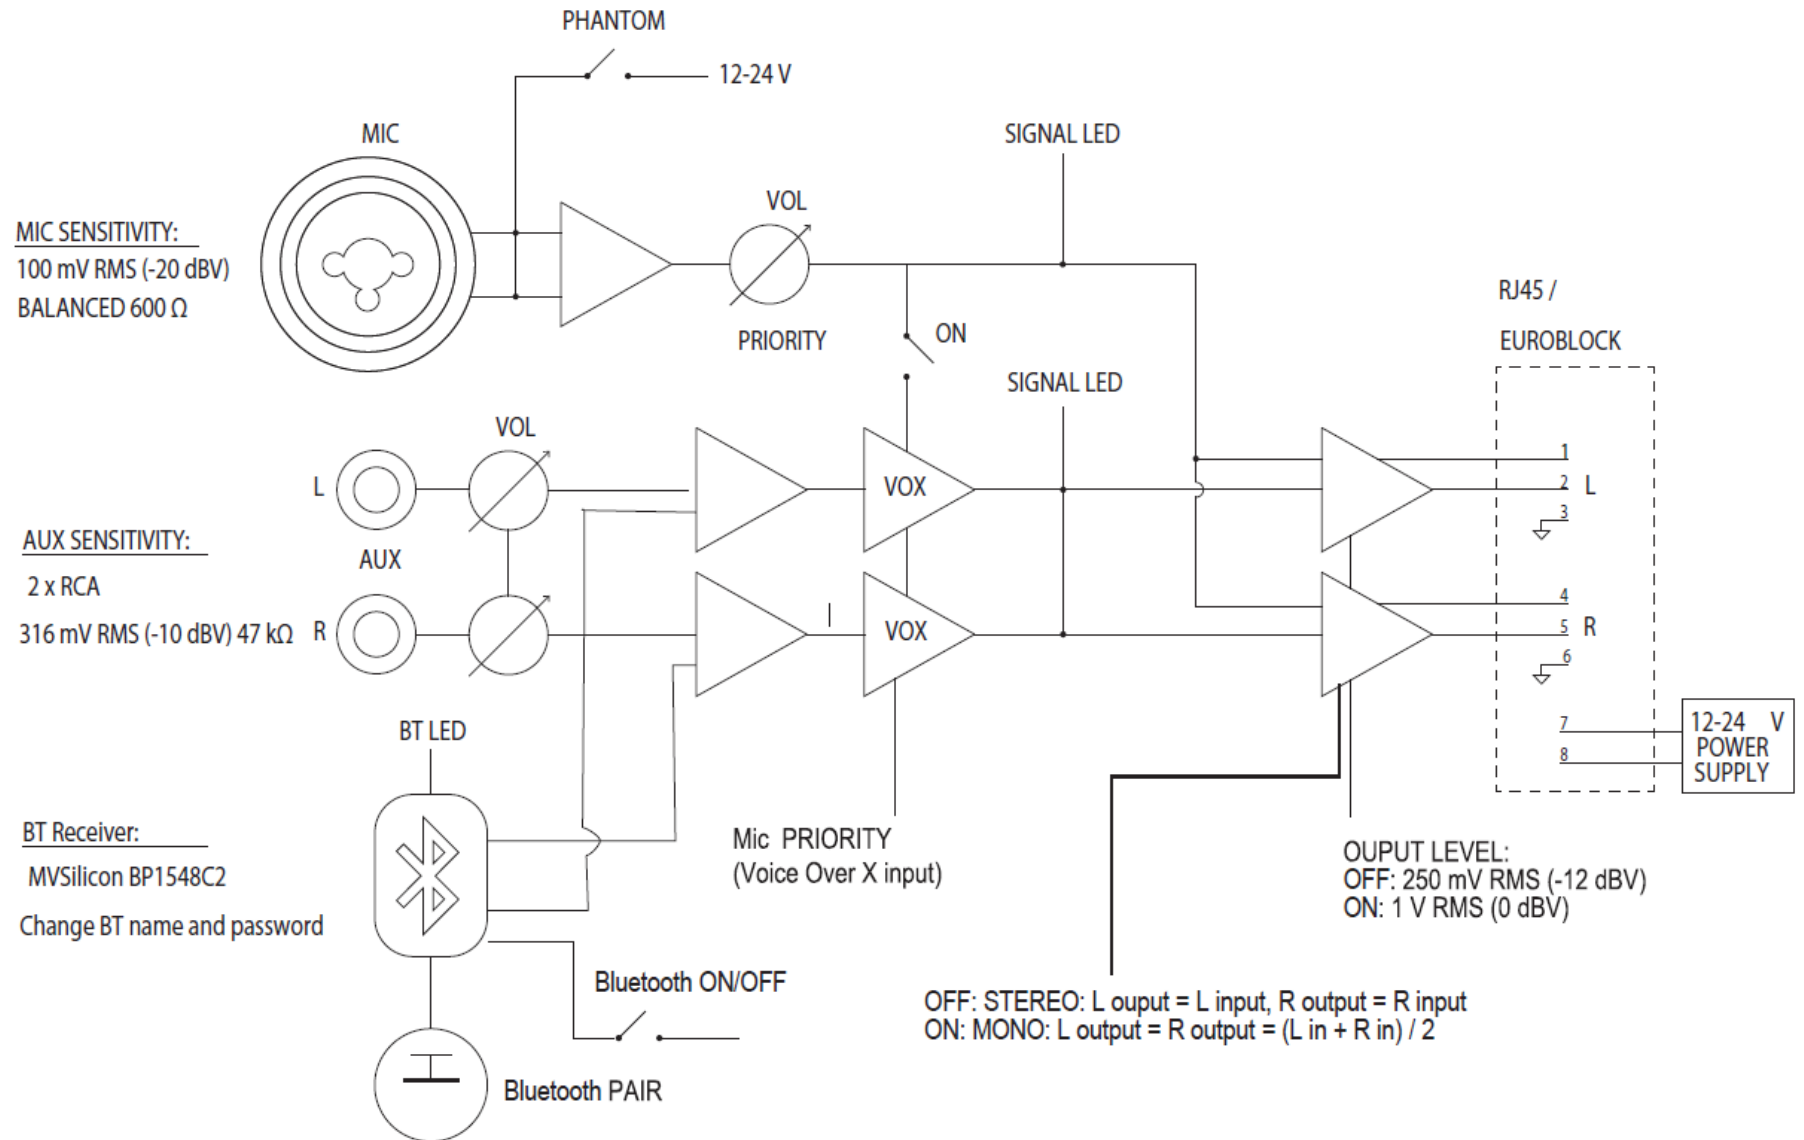 PHANTOM
12-24 V
MIC
SIGNAL LED
VOL
MIC SENSITIVITY:
100 mV RMS (-20 dBV)
BALANCED 600 Ω
PRIORITY
ON
RJ45 /
EUROBLOCK
SIGNAL LED
VOL
L
VOX
1
2 L
3
AUX SENSITIVITY:
AUX
2 x RCA
316 mV RMS (-10 dBV) 47 kΩ
R
VOX
4
5 R
6
BT LED
7
8
12-24 V
POWER
SUPPLY
BT Receiver:
MVSilicon BP1548C2
Change BT name and password
Mic PRIORITY
(Voice Over X input)
OUPUT LEVEL:
OFF: 250 mV RMS (-12 dBV)
ON: 1 V RMS (0 dBV)
Bluetooth ON/OFF
OFF: STEREO: L ouput = L input, R output = R input
ON: MONO: L output = R output = (L in + R in) / 2
Bluetooth PAIR